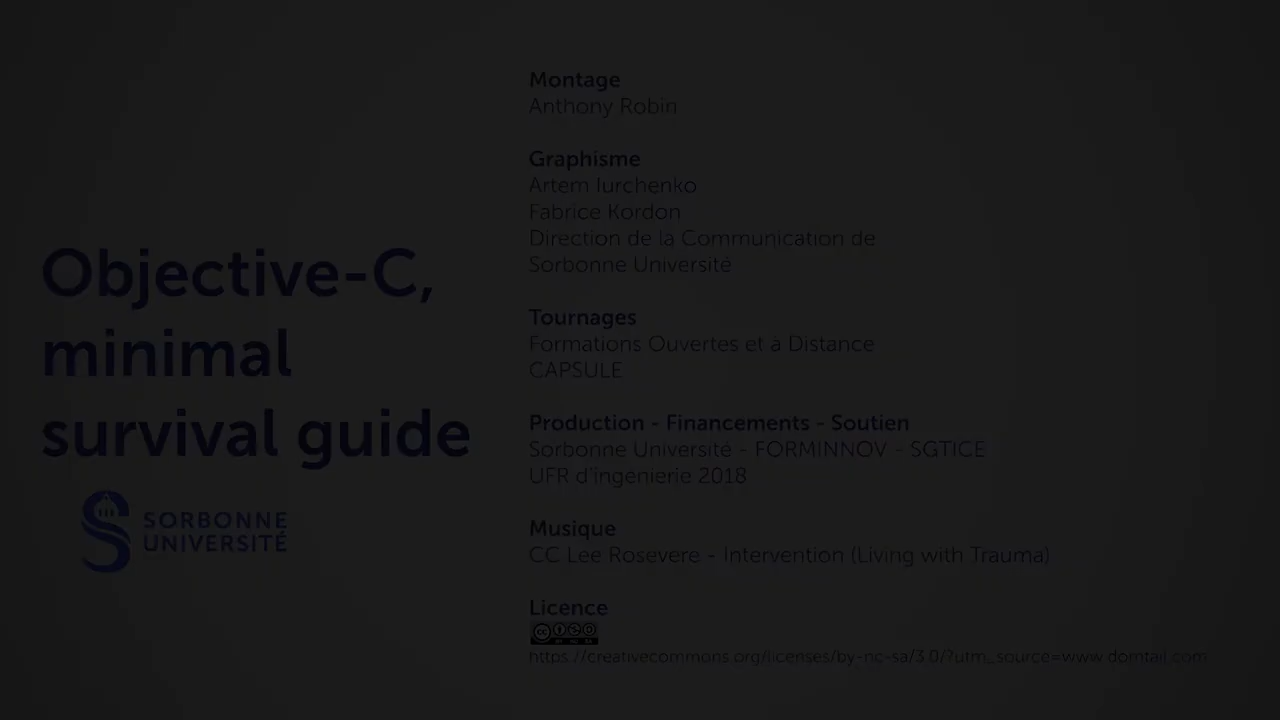 Objective-C,
minimal
survival guide
SORBONNE
UNIVERSITÉ
Montage
Anthony Robin
Graphisme
Artem Iurchenko
Fabrice Kordon
Direction de la Communication de
Sorbonne Université
Tournages
Formations Ouvertes et à Distance
CAPSULE
Production - Financements - Soutien
Sorbonne Université - FORMINNOV - SGTICE
UFR d'ingenierie 2018
Musique
CC Lee Rosevere - Intervention (Living with Trauma)
Licence
https://creativecommons.org/licenses/by-nc-sa/3.0/?utm_source=www.domtail.com